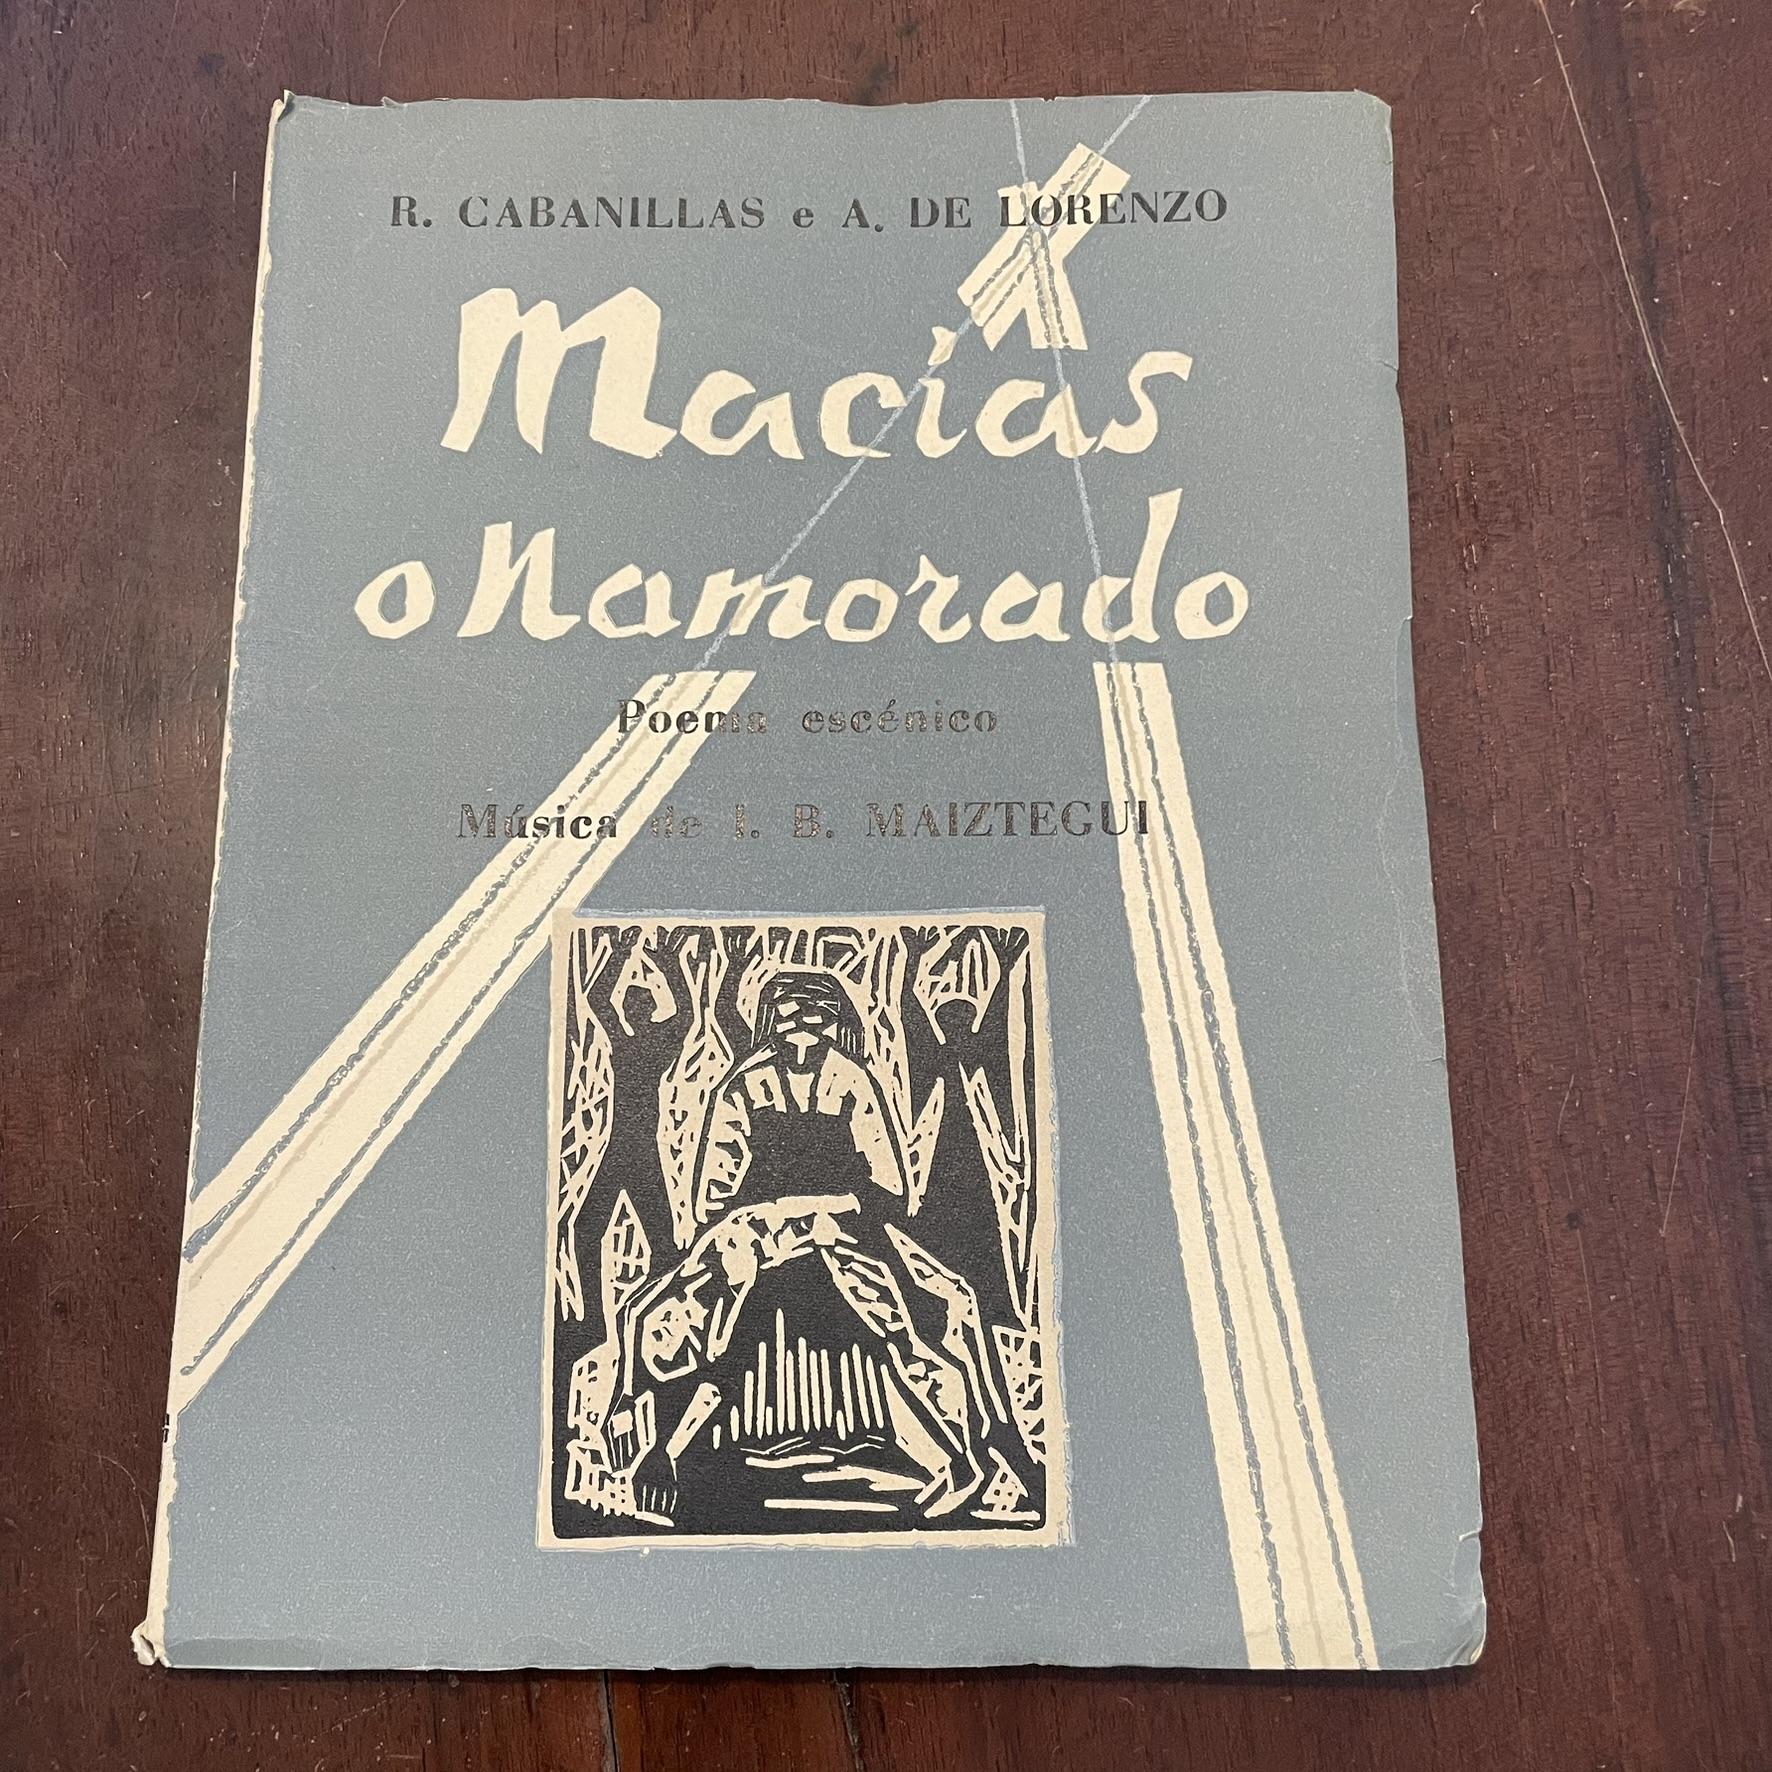 R. CABANILLAS e A. DE LORENZO
Macías
o Namorado
Poema escénico
Música de I. B. MAIZTEGUI